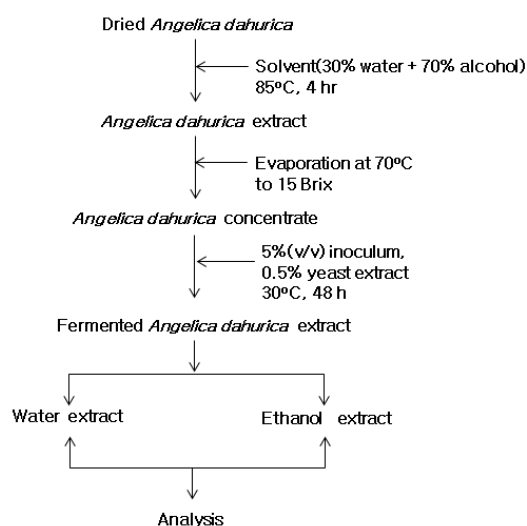 Dried Angelica dahurica
Solvent(30% water + 70% alcohol)
85ºC, 4 hr
Angelica dahurica extract
Evaporation at 70ºC
to 15 Brix
Angelica dahurica concentrate
5%(v/v) inoculum,
0.5% yeast extract
30ºC, 48 h
Fermented Angelica dahurica extract
Water extract
Ethanol extract
Analysis